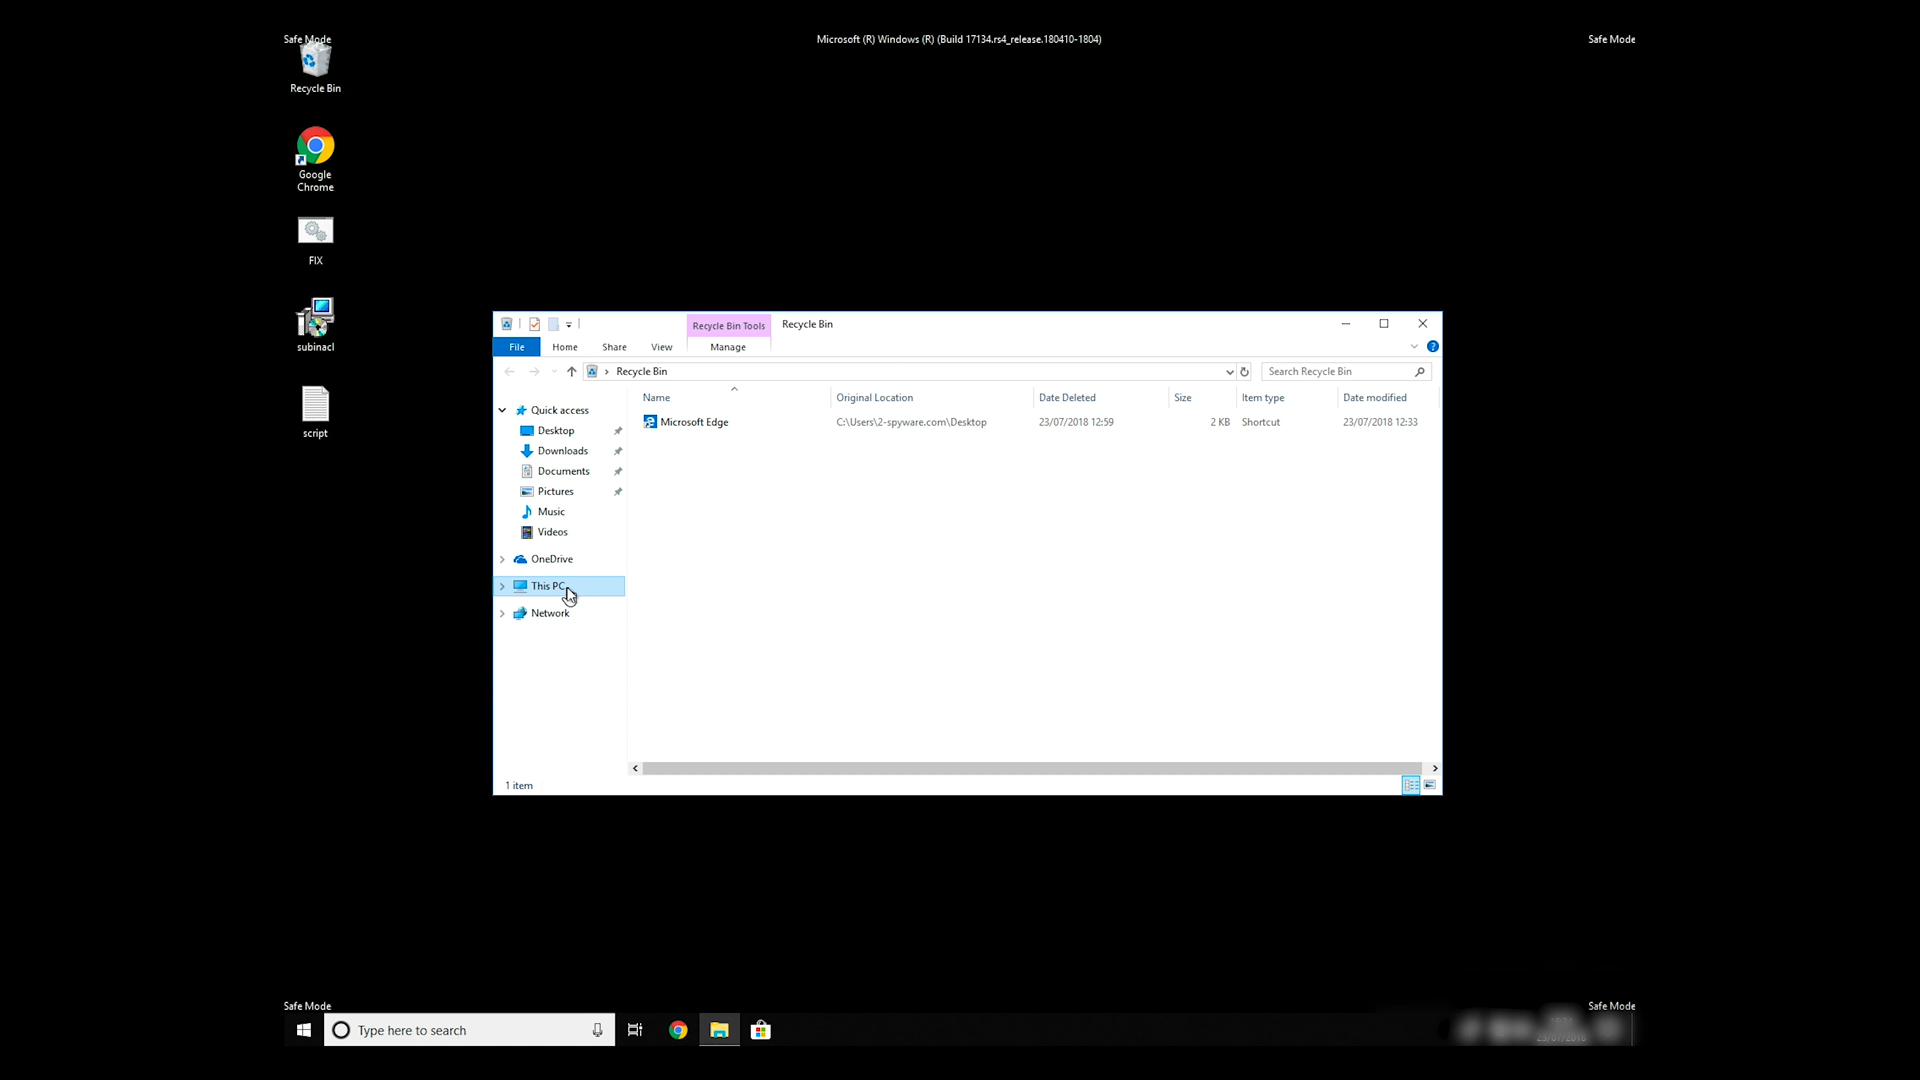 Safe Mode
Microsoft (R) Windows (R) (Build 17134.rs4_release.180410-1804)
Safe Mode
Recycle Bin
Google
Chrome
FIX
subinacl
script
Recycle Bin Tools
Recycle Bin
File
Home
Share
View
Manage
Recycle Bin
Search Recycle Bin
Name
Original Location
Date Deleted
Size
Item type
Date modified
Microsoft Edge
C:\Users\2-spyware.com\Desktop
23/07/2018 12:59
2 KB
Shortcut
23/07/2018 12:33
Quick access
Desktop
Downloads
Documents
Pictures
Music
Videos
OneDrive
This PC
Network
1 item
Safe Mode
Safe Mode
Type here to search